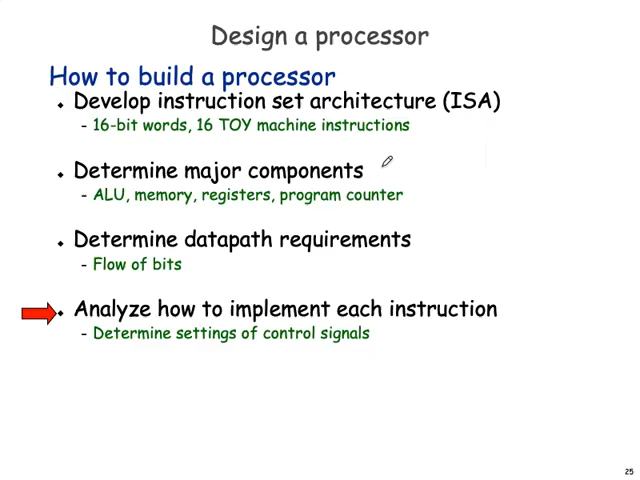 Design a processor
How to build a processor
Develop instruction set architecture (ISA)
- 16-bit words, 16 TOY machine instructions
Determine major components
- ALU, memory, registers, program counter
Determine datapath requirements
- Flow of bits
Analyze how to implement each instruction
- Determine settings of control signals
25